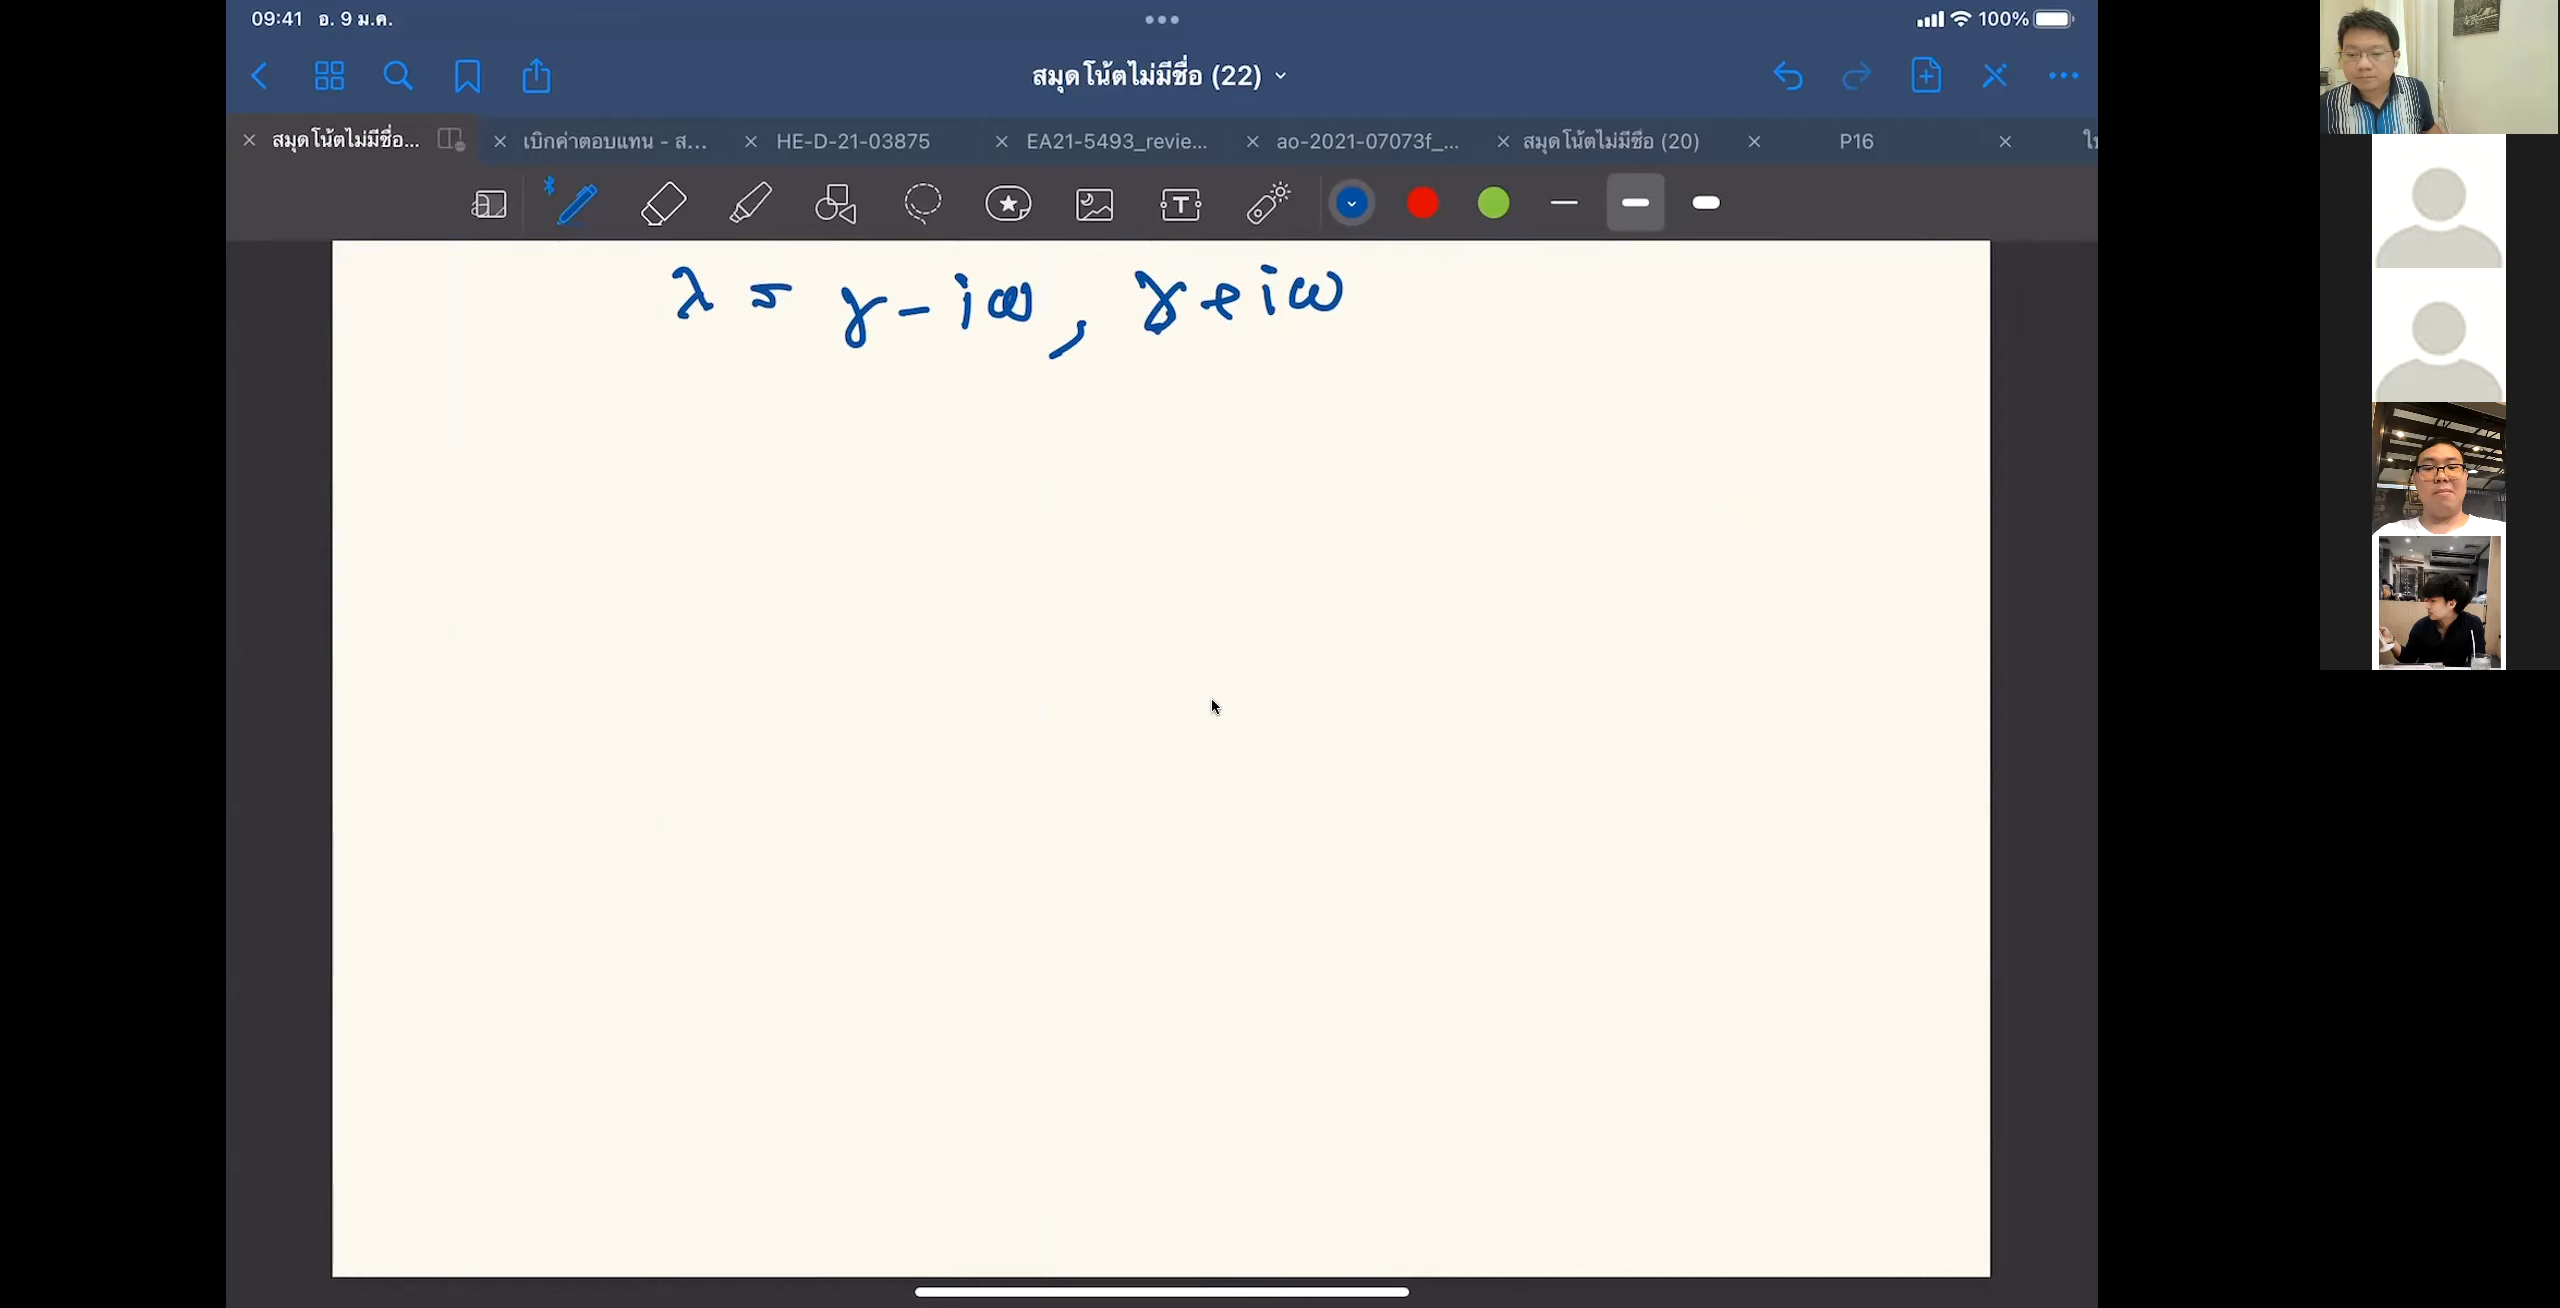 09:41 อ. 9 ม.ค. 100%
สมุดโน้ตไม่มีชื่อ (22)
สมุดโน้ตไม่มีชื่อ... เบิกค่าตอบแทน - ส... HE-D-21-03875 EA21-5493_revie... ao-2021-07073f_... สมุดโน้ตไม่มีชื่อ (20) P16 ใบ
λ = γ - iω, γ + iω